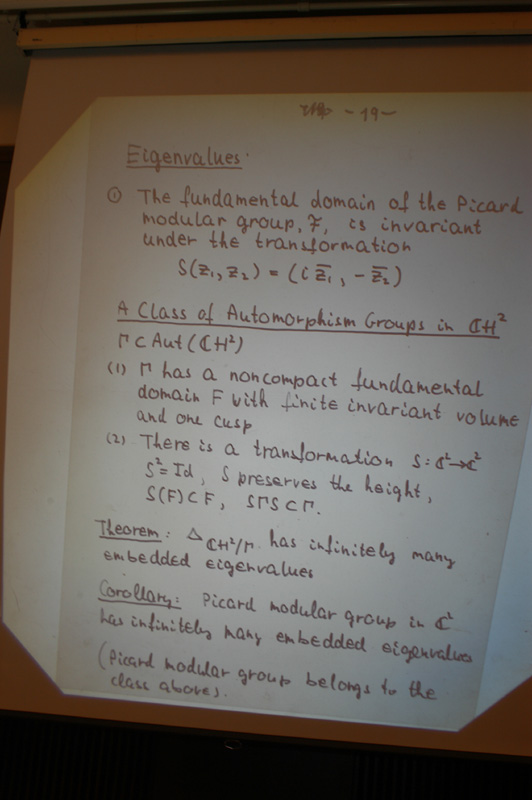 -19-
Eigenvalues:
① The fundamental domain of the Picard
modular group, F, is invariant
under the transformation
S(z₁, z₂) = (i z̄₁, -z̄₂)
A Class of Automorphism Groups in ℂH²
Γ ⊂ Aut(ℂH²)
(1) Γ has a noncompact fundamental
domain F with finite invariant volume
and one cusp
(2) There is a transformation S: ℂ²→ℂ²
S² = Id, S preserves the height,
S(F) ⊂ F, SΓS ⊂ Γ.
Theorem: Δ_ℂH²/Γ has infinitely many
embedded eigenvalues
Corollary: Picard modular group in ℂ²
has infinitely many embedded eigenvalues
(Picard modular group belongs to the
class above).